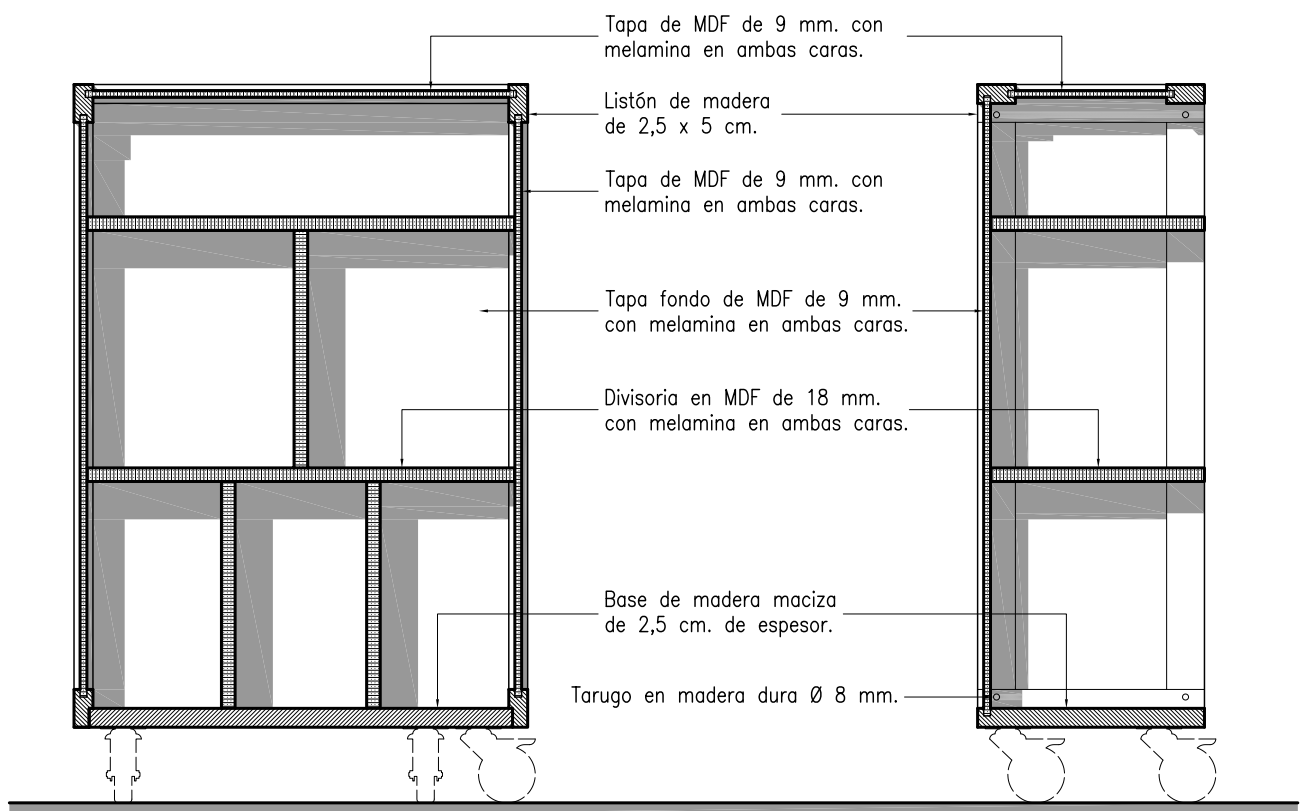 Tapa de MDF de 9 mm. con
melamina en ambas caras.
Listón de madera
de 2,5 x 5 cm.
Tapa de MDF de 9 mm. con
melamina en ambas caras.
Tapa fondo de MDF de 9 mm.
con melamina en ambas caras.
Divisoria en MDF de 18 mm.
con melamina en ambas caras.
Base de madera maciza
de 2,5 cm. de espesor.
Tarugo en madera dura Ø 8 mm.